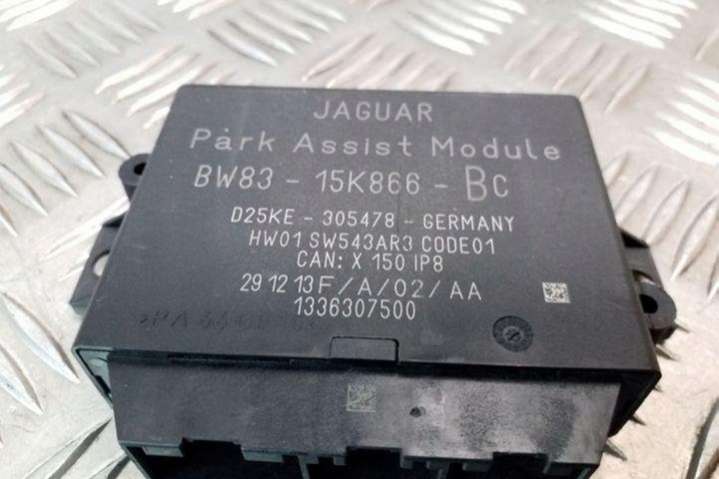 JAGUAR
Park Assist Module
BW83 - 15K866 - BC
D25KE - 305478 - GERMANY
HW01 SW543AR3 CODE01
CAN: X 150 IP8
29 12 13 F/A/02/AA
1336307500